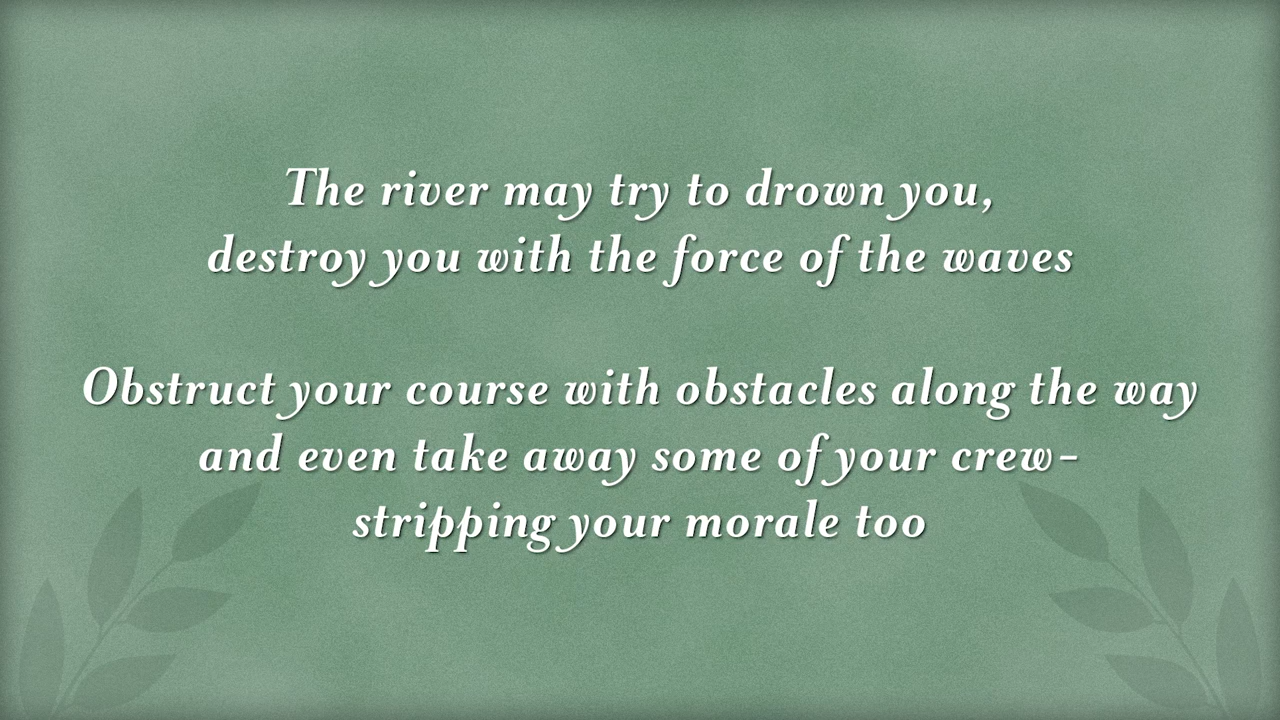 The river may try to drown you,
destroy you with the force of the waves
Obstruct your course with obstacles along the way
and even take away some of your crew-
stripping your morale too